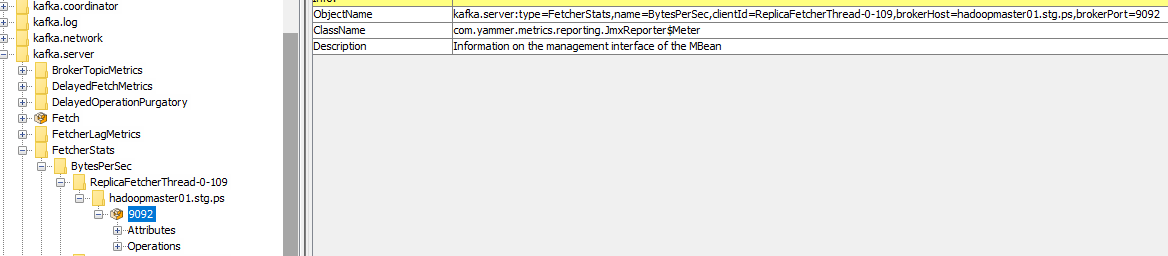 kafka.coordinator
kafka.log
kafka.network
kafka.server
BrokerTopicMetrics
DelayedFetchMetrics
DelayedOperationPurgatory
Fetch
FetcherLagMetrics
FetcherStats
BytesPerSec
ReplicaFetcherThread-0-109
hadoopmaster01.stg.ps
9092
Attributes
Operations
ObjectName kafka.server:type=FetcherStats,name=BytesPerSec,clientId=ReplicaFetcherThread-0-109,brokerHost=hadoopmaster01.stg.ps,brokerPort=9092
ClassName com.yammer.metrics.reporting.JmxReporter$Meter
Description Information on the management interface of the MBean